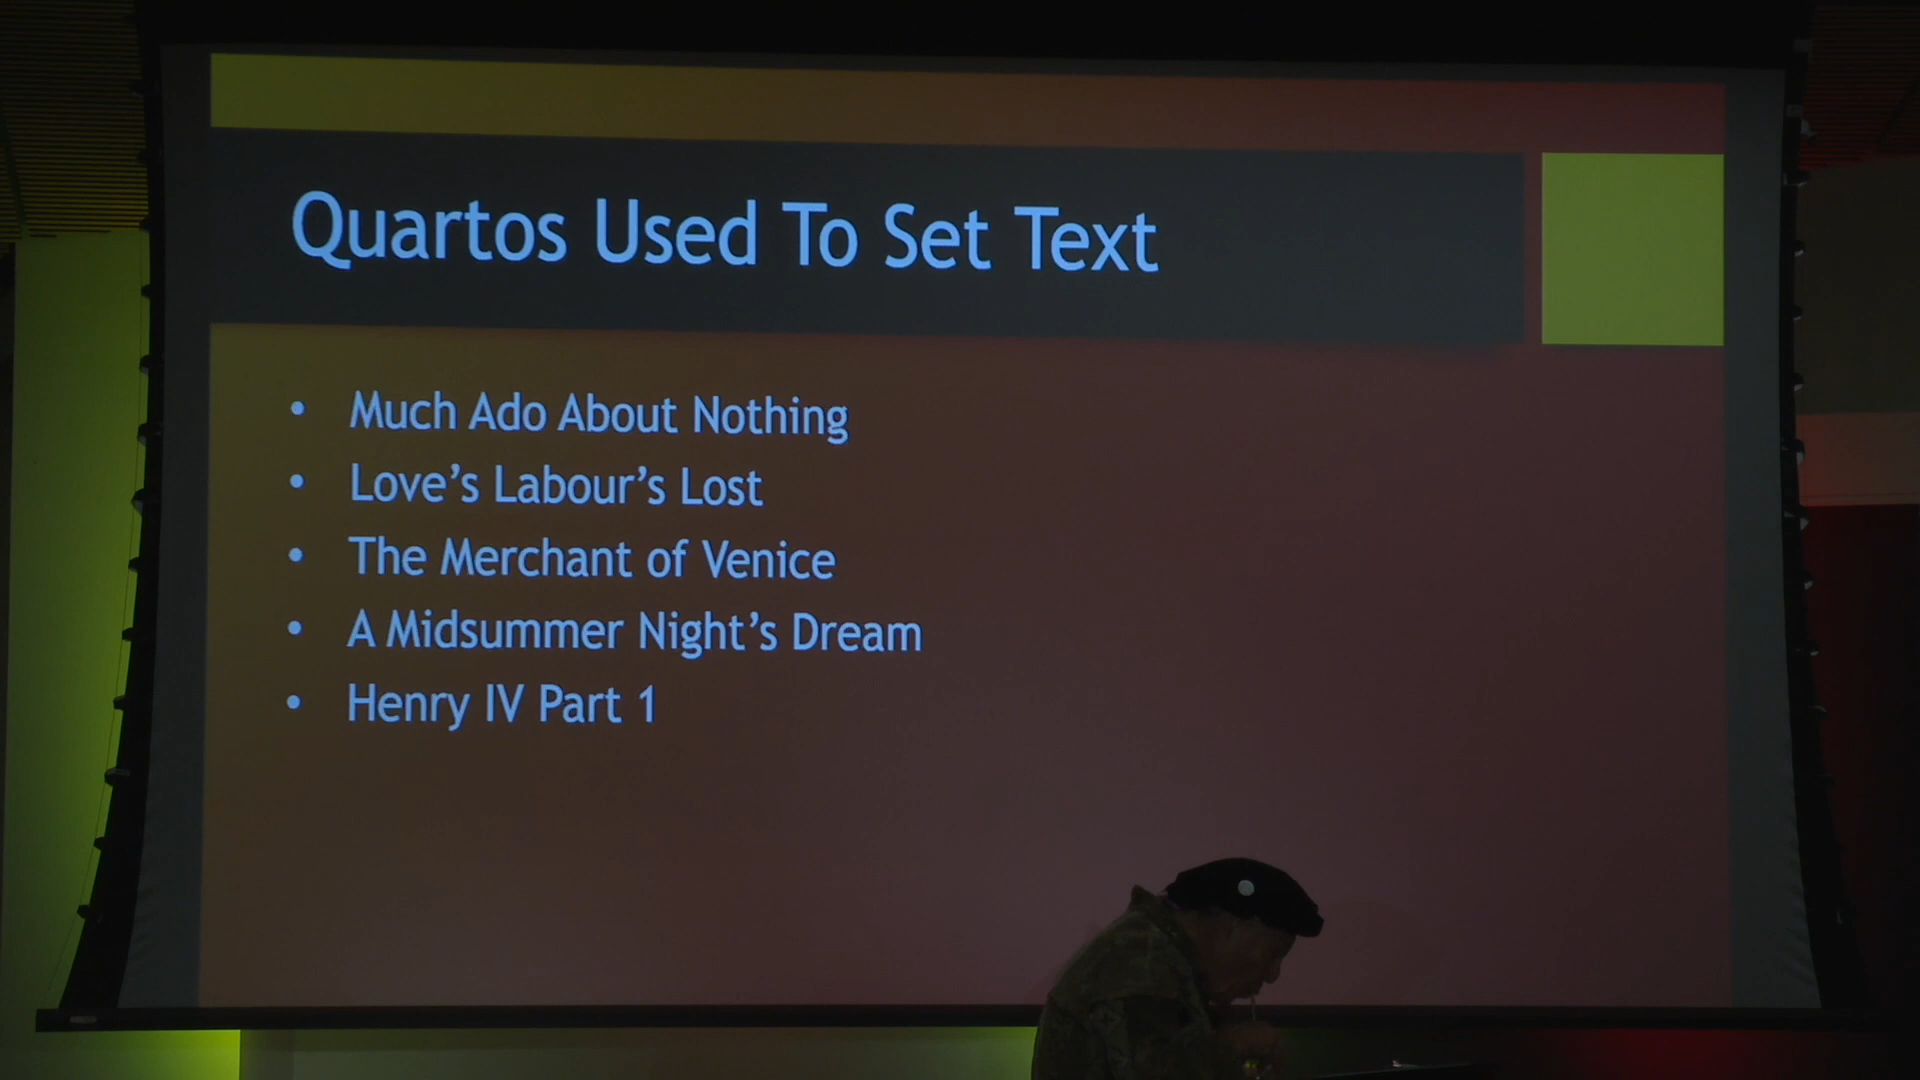 Quartos Used To Set Text
• Much Ado About Nothing
• Love’s Labour’s Lost
• The Merchant of Venice
• A Midsummer Night’s Dream
• Henry IV Part 1